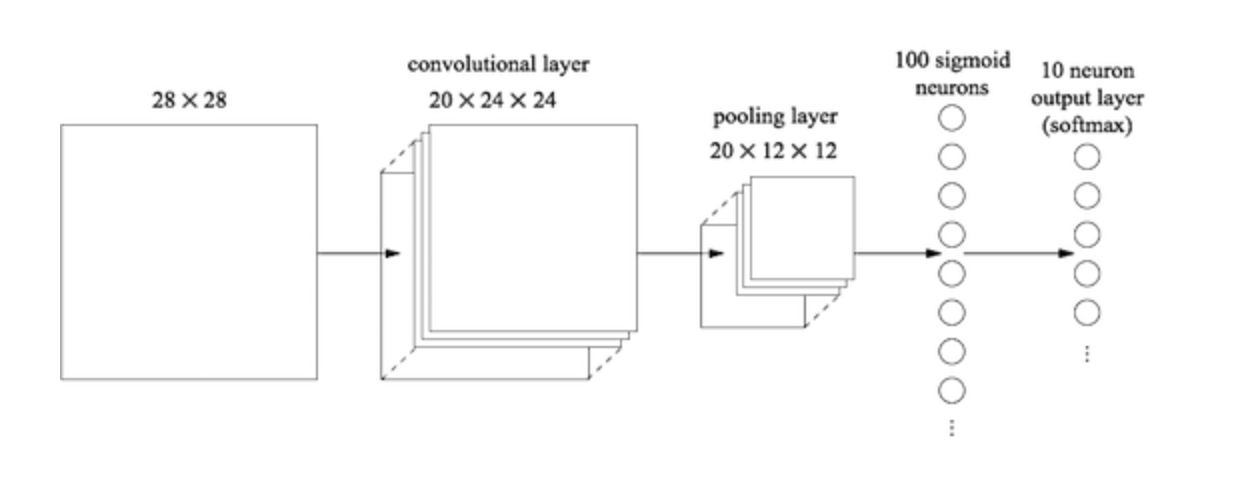 28 × 28
convolutional layer
20 × 24 × 24
pooling layer
20 × 12 × 12
100 sigmoid
neurons
10 neuron
output layer
(softmax)